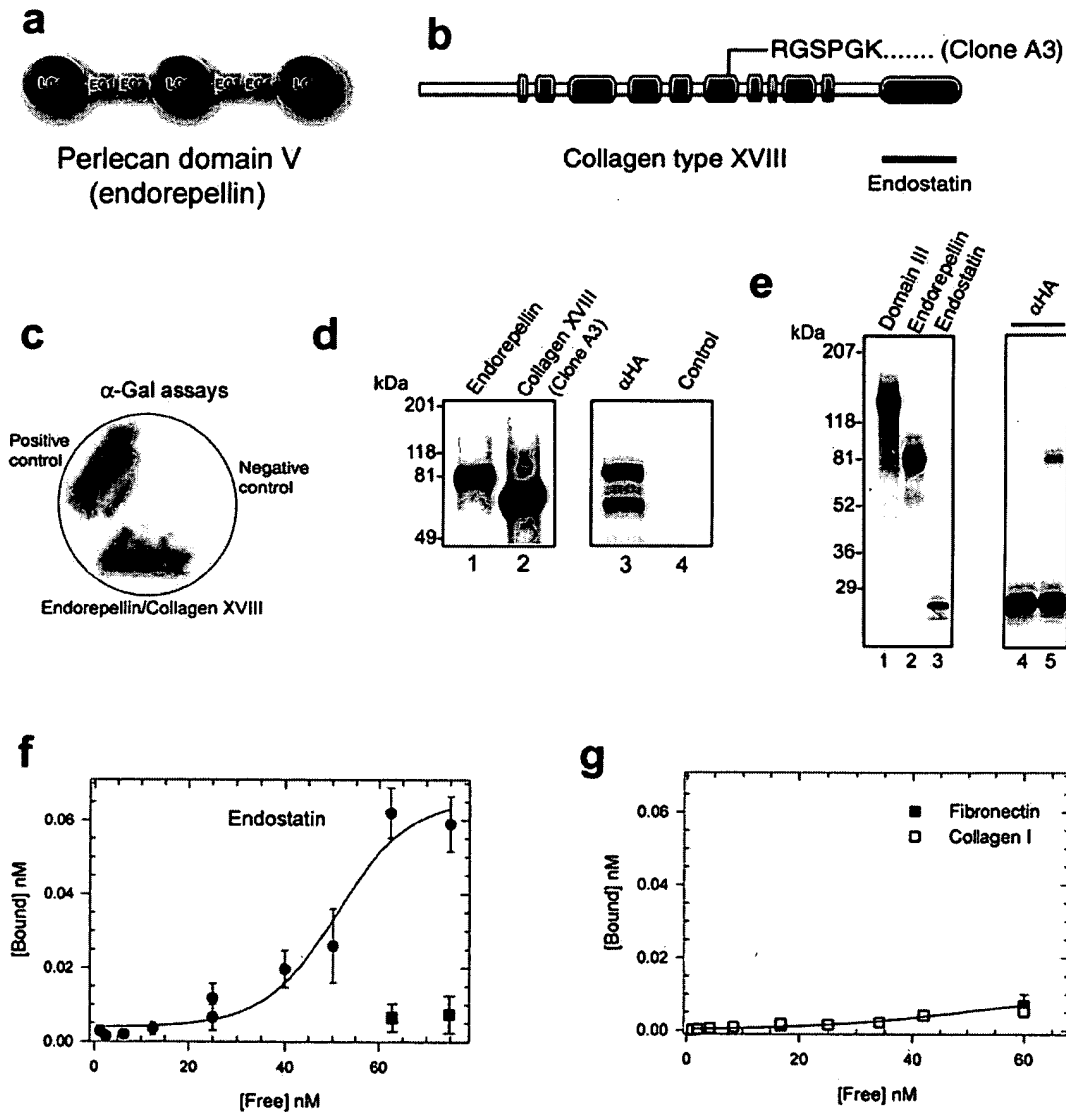 a
EG1 EG2
EG1
Perlecan domain V
(endorepellin)
b
RGSPGK....... (Clone A3)
Collagen type XVIII
Endostatin
c
α-Gal assays
Positive
control
Negative
control
Endorepellin/Collagen XVIII
d
kDa
Endorepellin
Collagen XVIII
(Clone A3)
αHA
Control
201
118
81
49
1 2 3 4
e
kDa
Domain III
Endorepellin
Endostatin
αHA
207
118
81
52
36
29
1 2 3 4 5
f
Endostatin
[Bound] nM
0.06
0.04
0.02
0.00
0 20 40 60
[Free] nM
g
Fibronectin
Collagen I
[Bound] nM
0.06
0.04
0.02
0.00
0 20 40 60
[Free] nM